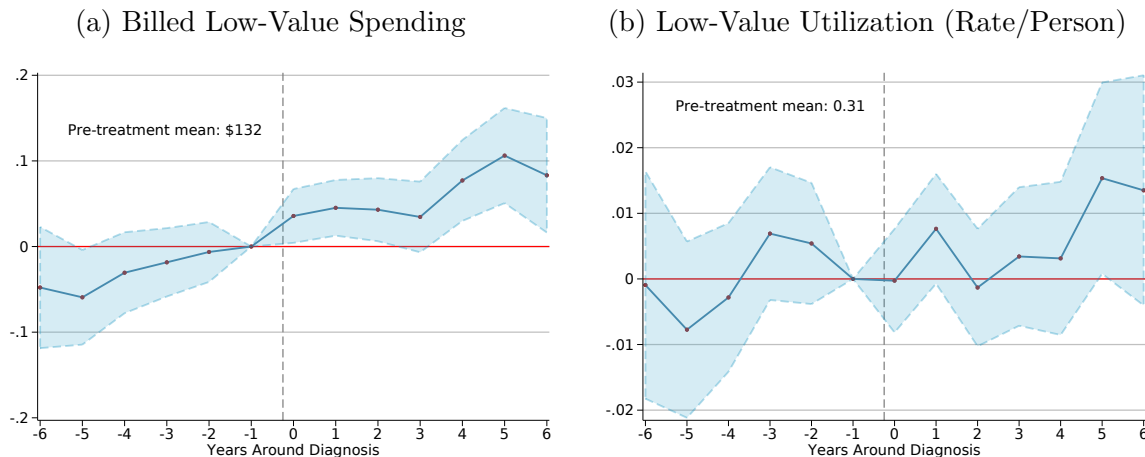 (a) Billed Low-Value Spending
.2
.1
0
-.1
-.2
Pre-treatment mean: $132
-6 -5 -4 -3 -2 -1 0 1 2 3 4 5 6
Years Around Diagnosis
(b) Low-Value Utilization (Rate/Person)
.03
.02
.01
0
-.01
-.02
Pre-treatment mean: 0.31
-6 -5 -4 -3 -2 -1 0 1 2 3 4 5 6
Years Around Diagnosis